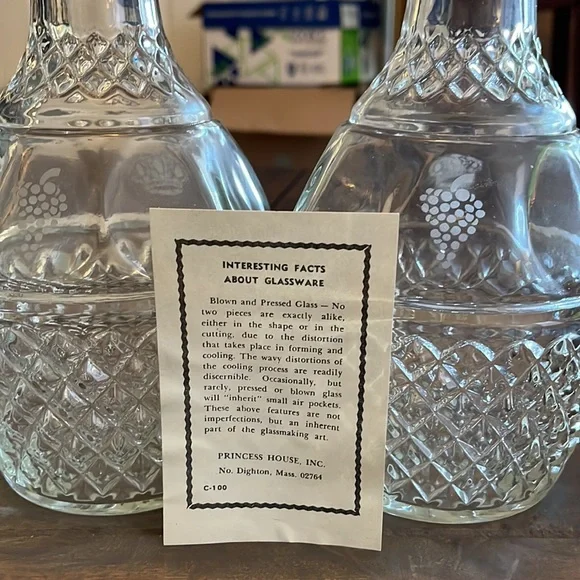 INTERESTING FACTS
ABOUT GLASSWARE
Blown and Pressed Glass — No
two pieces are exactly alike,
either in the shape or in the
cutting, due to the distortion
that takes place in forming and
cooling. The wavy distortions of
the cooling process are readily
discernible. Occasionally, but
rarely, pressed or blown glass
will "inherit" small air pockets.
These above features are not
imperfections, but an inherent
part of the glassmaking art.
PRINCESS HOUSE, INC.
No. Dighton, Mass. 02764
C-100